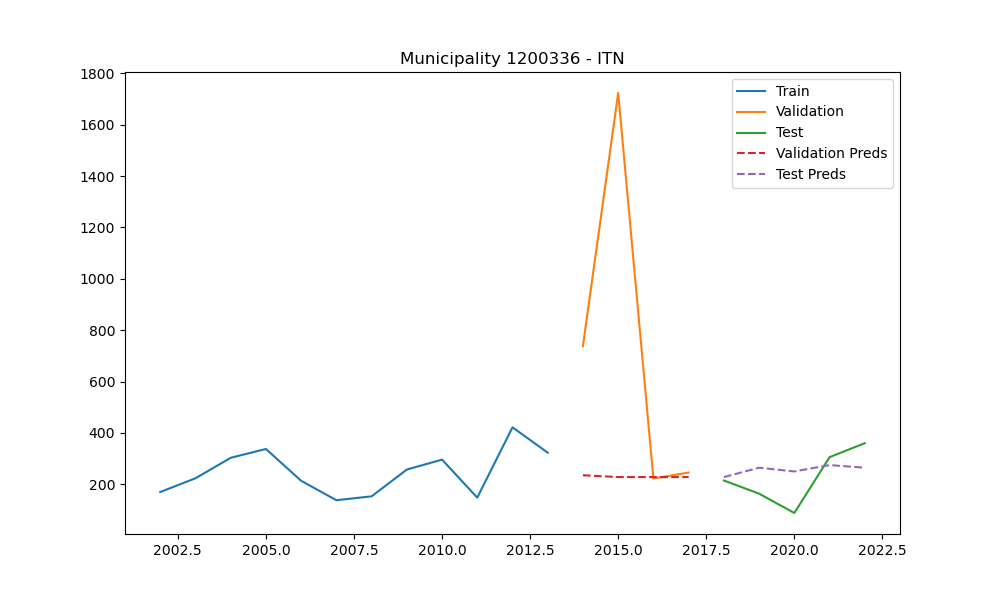 Municipality 1200336 - ITN
1800
1600
1400
1200
1000
800
600
400
200
2002.5 2005.0 2007.5 2010.0 2012.5 2015.0 2017.5 2020.0 2022.5
Train
Validation
Test
Validation Preds
Test Preds